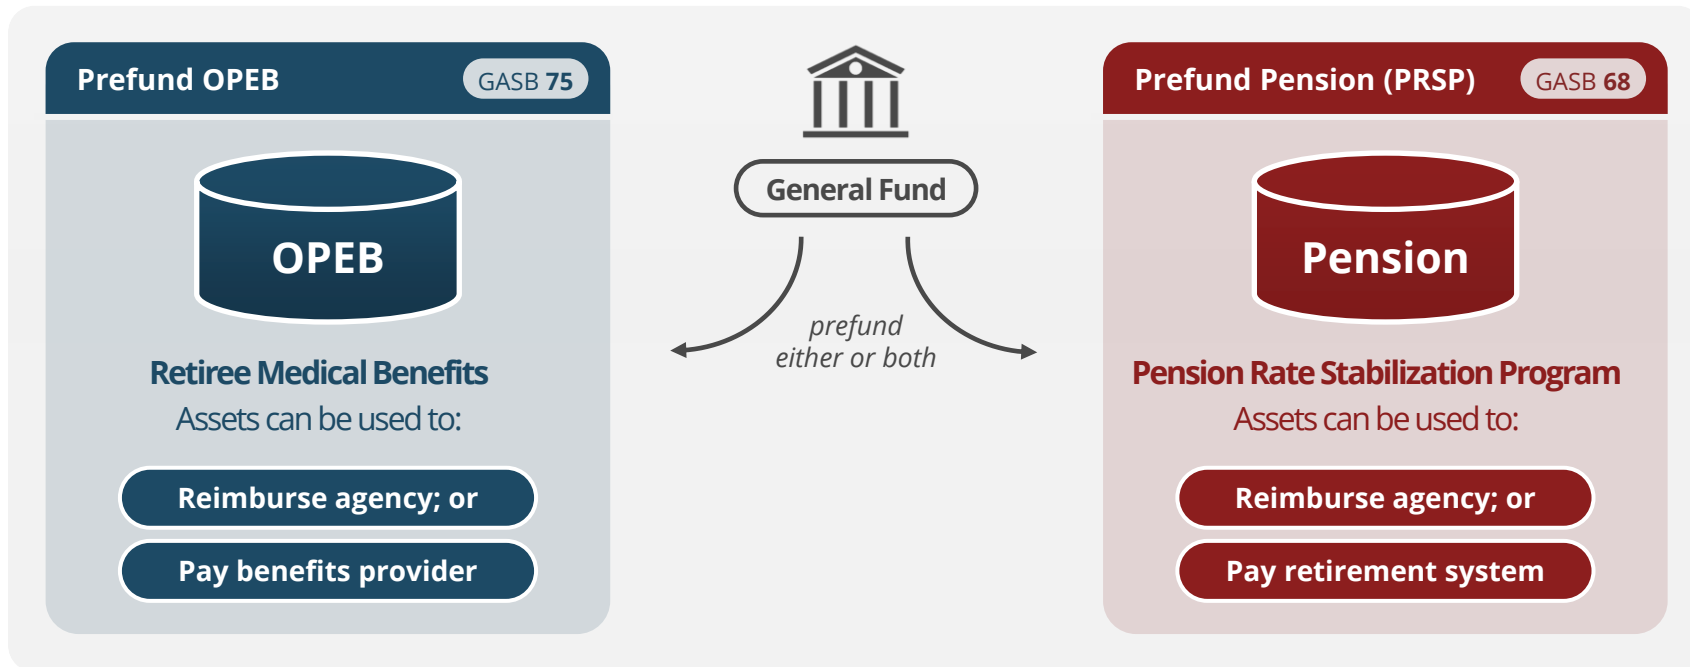 Prefund OPEB
GASB 75
OPEB
Retiree Medical Benefits
Assets can be used to:
Reimburse agency; or
Pay benefits provider
General Fund
prefund
either or both
Prefund Pension (PRSP)
GASB 68
Pension
Pension Rate Stabilization Program
Assets can be used to:
Reimburse agency; or
Pay retirement system